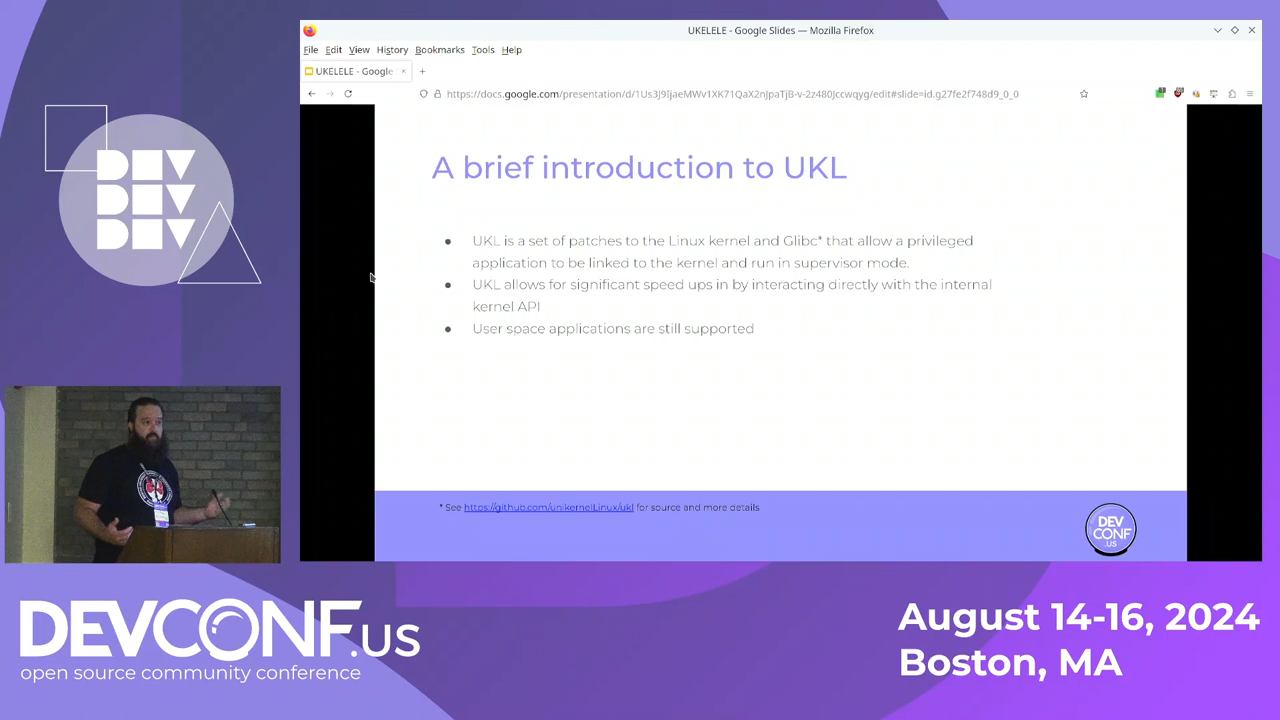 UKELELE - Google Slides — Mozilla Firefox
File Edit View History Bookmarks Tools Help
UKELELE - Google
https://docs.google.com/presentation/d/1Us3J9IjaeMWv1XK71QaX2nJpaTjB-v-2z480Jccwqyg/edit#slide=id.g27fe2f748d9_0_0
DEV
DEV
DEV
A brief introduction to UKL
UKL is a set of patches to the Linux kernel and Glibc* that allow a privileged
application to be linked to the kernel and run in supervisor mode.
UKL allows for significant speed ups in by interacting directly with the internal
kernel API
User space applications are still supported
* See https://github.com/unikernelLinux/ukl for source and more details
DEV
CONF
.US
DEVCONF.US
open source community conference
August 14-16, 2024
Boston, MA